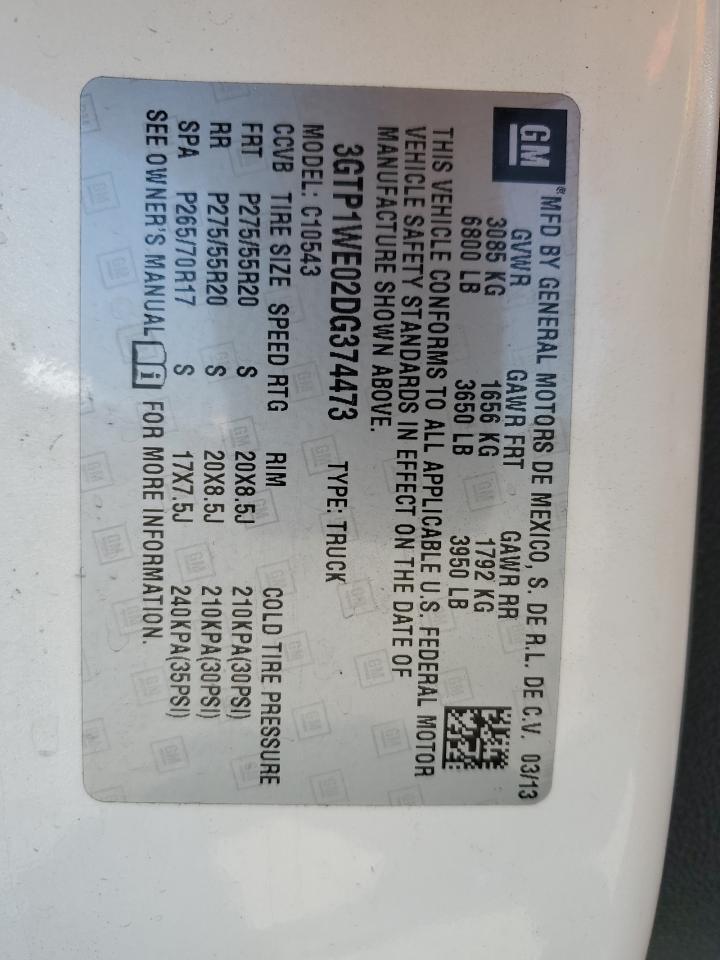 GM
® MFD BY GENERAL MOTORS DE MEXICO, S. DE R.L. DE C.V. 03/13
GVWR GAWR FRT GAWR RR
3085 KG 1656 KG 1792 KG
6800 LB 3650 LB 3950 LB
THIS VEHICLE CONFORMS TO ALL APPLICABLE U.S. FEDERAL MOTOR
VEHICLE SAFETY STANDARDS IN EFFECT ON THE DATE OF
MANUFACTURE SHOWN ABOVE.
3GTP1WE02DG374473 TYPE: TRUCK
MODEL: C10543
CCVB TIRE SIZE SPEED RTG RIM COLD TIRE PRESSURE
FRT P275/55R20 S 20X8.5J 210KPA(30PSI)
RR P275/55R20 S 20X8.5J 210KPA(30PSI)
SPA P265/70R17 S 17X7.5J 240KPA(35PSI)
SEE OWNER'S MANUAL i FOR MORE INFORMATION.